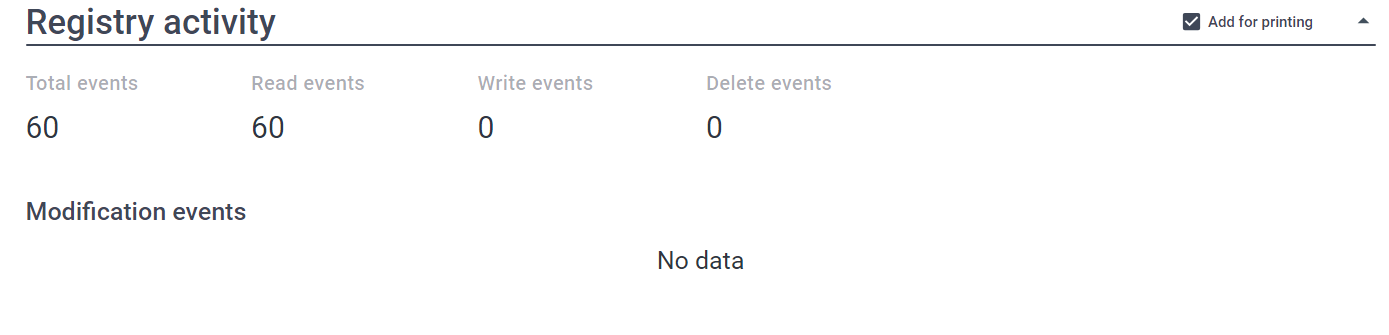 Registry activity
Add for printing
Total events Read events Write events Delete events
60 60 0 0
Modification events
No data